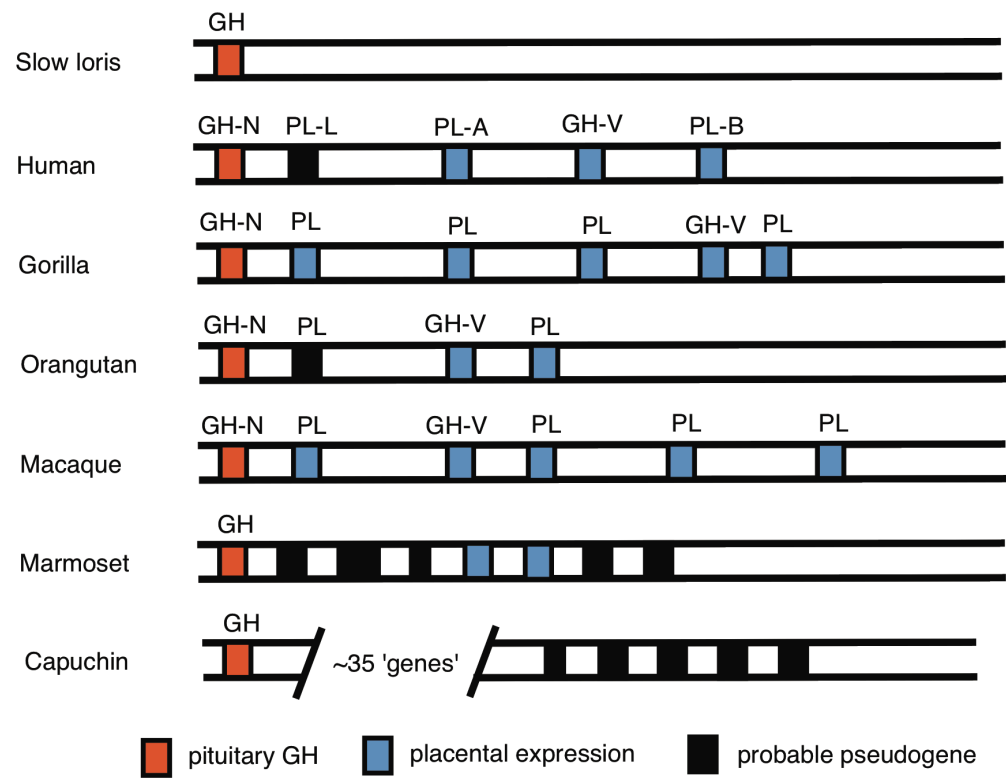 GH
Slow loris
GH-N PL-L PL-A GH-V PL-B
Human
GH-N PL PL PL GH-V PL
Gorilla
GH-N PL GH-V PL
Orangutan
GH-N PL GH-V PL PL PL
Macaque
GH
Marmoset
GH
Capuchin ~35 'genes'
pituitary GH placental expression probable pseudogene